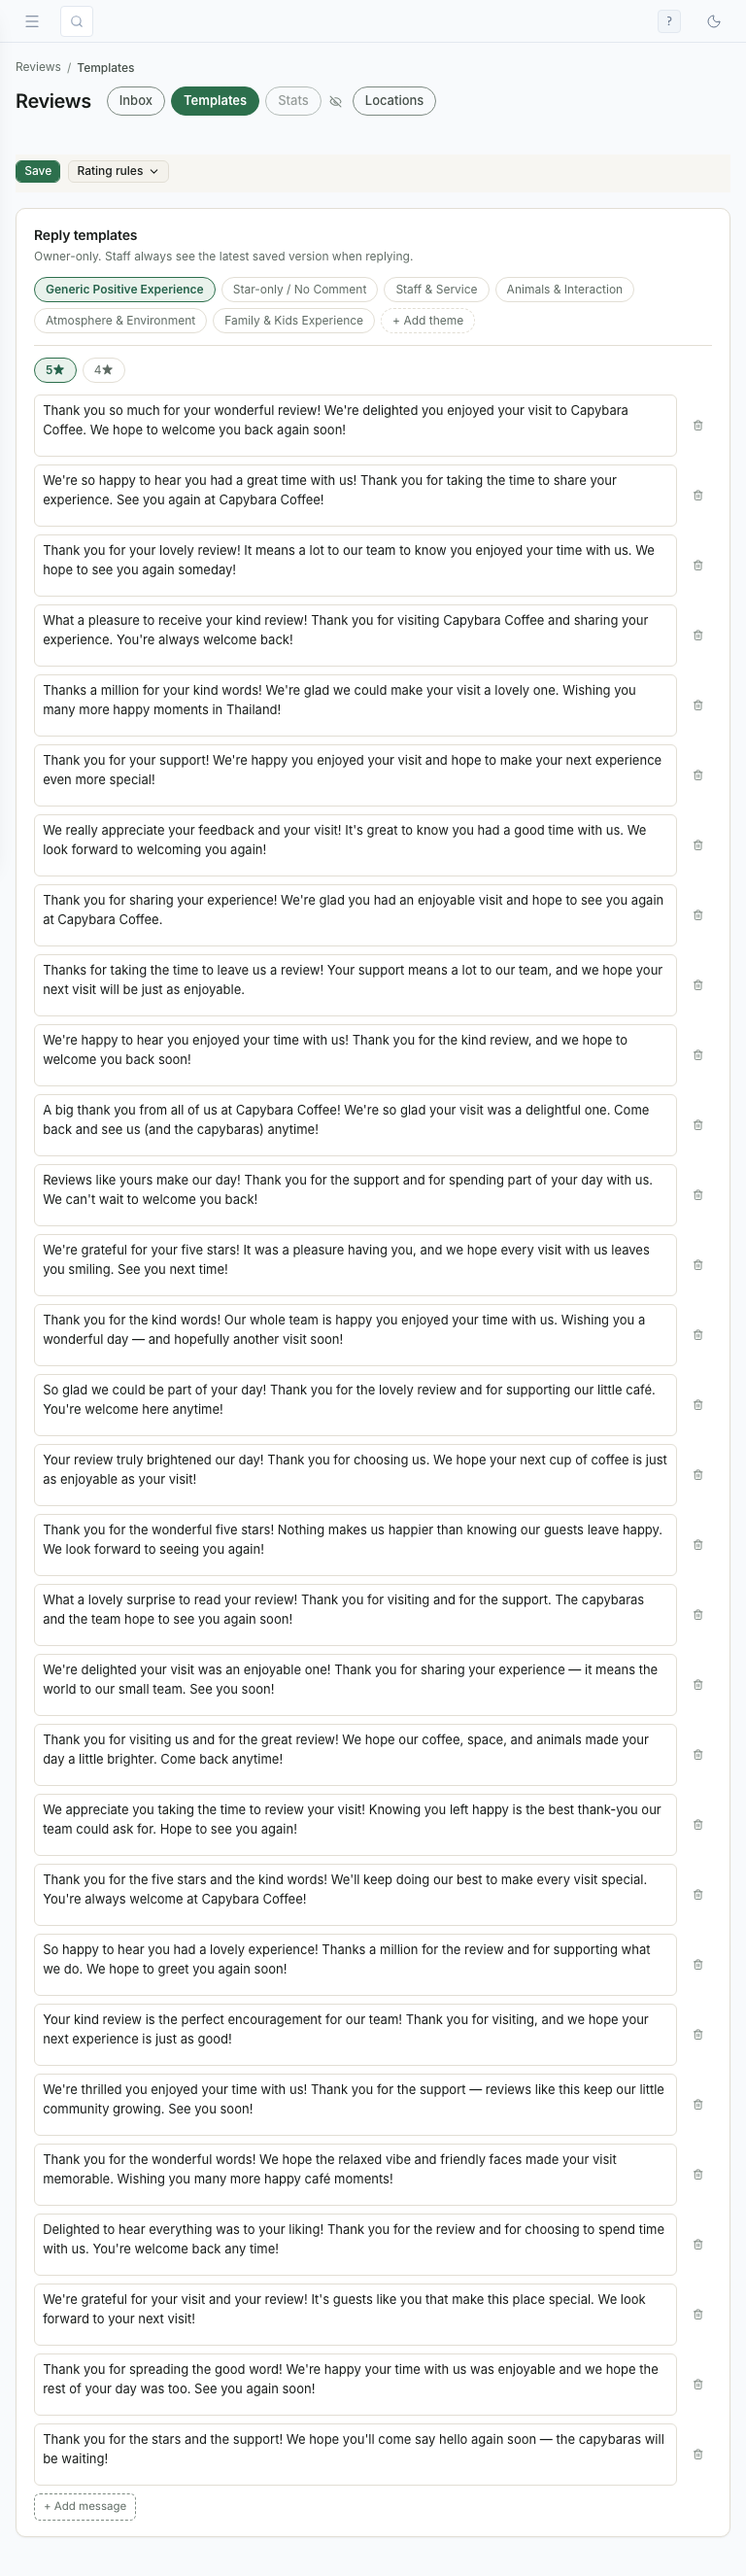 ?
Reviews / Templates
Reviews
Inbox
Templates
Stats
Locations
Save
Rating rules
Reply templates
Owner-only. Staff always see the latest saved version when replying.
Generic Positive Experience
Star-only / No Comment
Staff & Service
Animals & Interaction
Atmosphere & Environment
Family & Kids Experience
+ Add theme
5★
4★
Thank you so much for your wonderful review! We're delighted you enjoyed your visit to Capybara
Coffee. We hope to welcome you back again soon!
We're so happy to hear you had a great time with us! Thank you for taking the time to share your
experience. See you again at Capybara Coffee!
Thank you for your lovely review! It means a lot to our team to know you enjoyed your time with us. We
hope to see you again someday!
What a pleasure to receive your kind review! Thank you for visiting Capybara Coffee and sharing your
experience. You're always welcome back!
Thanks a million for your kind words! We're glad we could make your visit a lovely one. Wishing you
many more happy moments in Thailand!
Thank you for your support! We're happy you enjoyed your visit and hope to make your next experience
even more special!
We really appreciate your feedback and your visit! It's great to know you had a good time with us. We
look forward to welcoming you again!
Thank you for sharing your experience! We're glad you had an enjoyable visit and hope to see you again
at Capybara Coffee.
Thanks for taking the time to leave us a review! Your support means a lot to our team, and we hope your
next visit will be just as enjoyable.
We're happy to hear you enjoyed your time with us! Thank you for the kind review, and we hope to
welcome you back soon!
A big thank you from all of us at Capybara Coffee! We're so glad your visit was a delightful one. Come
back and see us (and the capybaras) anytime!
Reviews like yours make our day! Thank you for the support and for spending part of your day with us.
We can't wait to welcome you back!
We're grateful for your five stars! It was a pleasure having you, and we hope every visit with us leaves
you smiling. See you next time!
Thank you for the kind words! Our whole team is happy you enjoyed your time with us. Wishing you a
wonderful day — and hopefully another visit soon!
So glad we could be part of your day! Thank you for the lovely review and for supporting our little café.
You're welcome here anytime!
Your review truly brightened our day! Thank you for choosing us. We hope your next cup of coffee is just
as enjoyable as your visit!
Thank you for the wonderful five stars! Nothing makes us happier than knowing our guests leave happy.
We look forward to seeing you again!
What a lovely surprise to read your review! Thank you for visiting and for the support. The capybaras
and the team hope to see you again soon!
We're delighted your visit was an enjoyable one! Thank you for sharing your experience — it means the
world to our small team. See you soon!
Thank you for visiting us and for the great review! We hope our coffee, space, and animals made your
day a little brighter. Come back anytime!
We appreciate you taking the time to review your visit! Knowing you left happy is the best thank-you our
team could ask for. Hope to see you again!
Thank you for the five stars and the kind words! We'll keep doing our best to make every visit special.
You're always welcome at Capybara Coffee!
So happy to hear you had a lovely experience! Thanks a million for the review and for supporting what
we do. We hope to greet you again soon!
Your kind review is the perfect encouragement for our team! Thank you for visiting, and we hope your
next experience is just as good!
We're thrilled you enjoyed your time with us! Thank you for the support — reviews like this keep our little
community growing. See you soon!
Thank you for the wonderful words! We hope the relaxed vibe and friendly faces made your visit
memorable. Wishing you many more happy café moments!
Delighted to hear everything was to your liking! Thank you for the review and for choosing to spend time
with us. You're welcome back any time!
We're grateful for your visit and your review! It's guests like you that make this place special. We look
forward to your next visit!
Thank you for spreading the good word! We're happy your time with us was enjoyable and we hope the
rest of your day was too. See you again soon!
Thank you for the stars and the support! We hope you'll come say hello again soon — the capybaras will
be waiting!
+ Add message